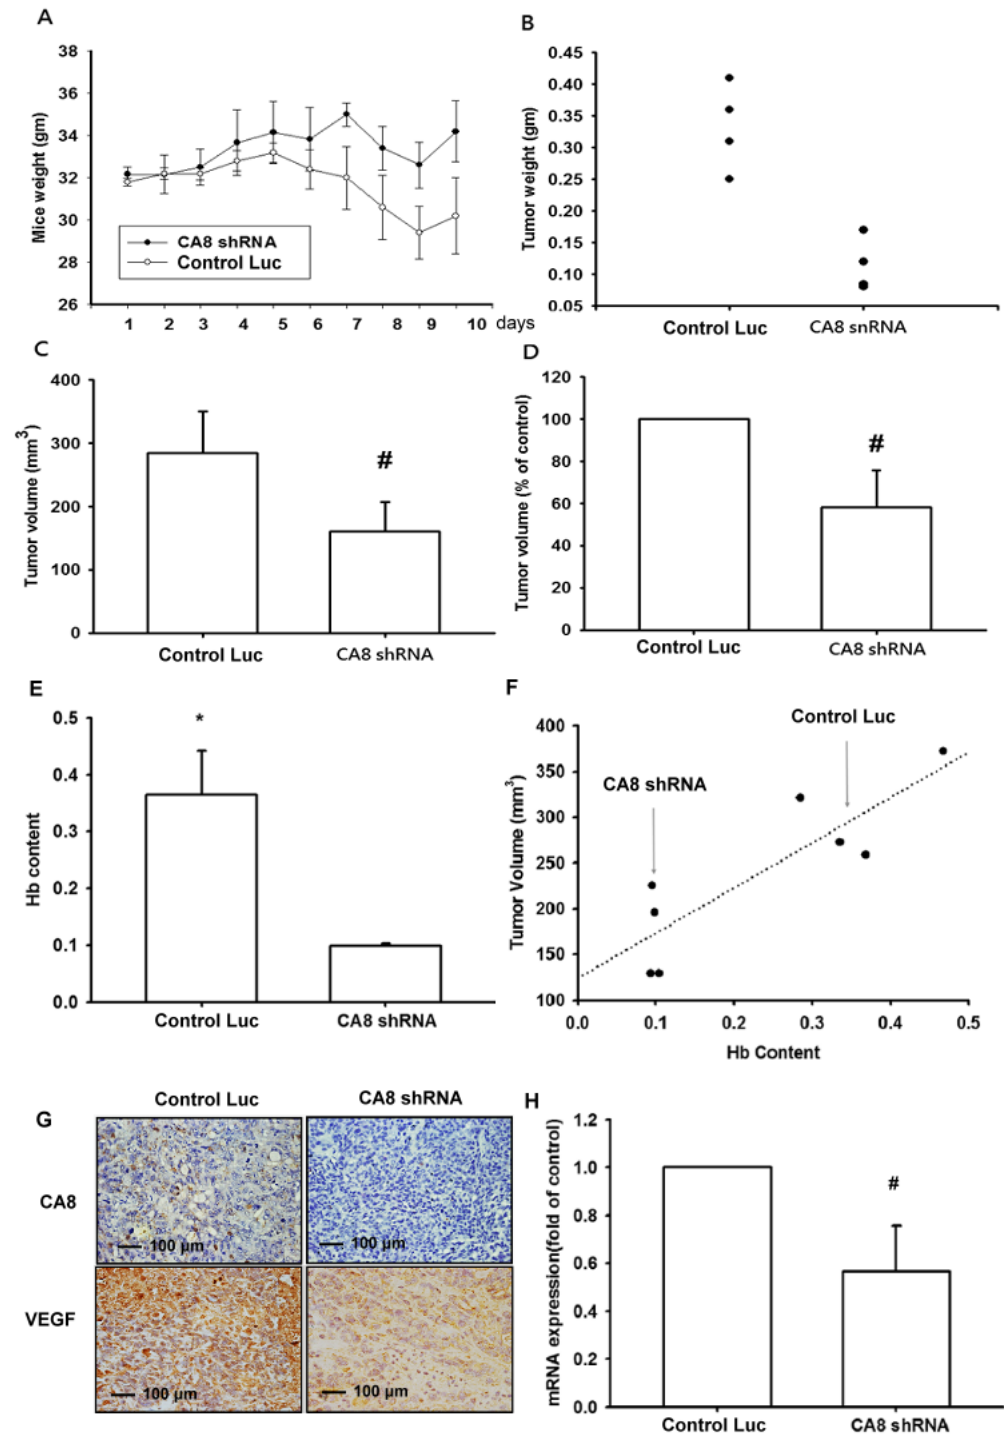 A
38
36
34
32
30
28
26
Mice weight (gm)
CA8 shRNA
Control Luc
1 2 3 4 5 6 7 8 9 10 days
B
0.45
0.40
0.35
0.30
0.25
0.20
0.15
0.10
0.05
Tumor weight (gm)
Control Luc CA8 snRNA
C
400
300
200
100
0
Tumor volume (mm3)
#
Control Luc CA8 shRNA
D
120
100
80
60
40
20
0
Tumor volume (% of control)
#
Control Luc CA8 shRNA
E
0.5
0.4
0.3
0.2
0.1
0.0
Hb content
*
Control Luc CA8 shRNA
F
400
350
300
250
200
150
100
Tumor Volume (mm3)
Control Luc
CA8 shRNA
0.0 0.1 0.2 0.3 0.4 0.5
Hb Content
G
Control Luc CA8 shRNA
CA8
100 µm 100 µm
VEGF
100 µm 100 µm
H
1.2
1.0
0.8
0.6
0.4
0.2
0.0
mRNA expression(fold of control)
#
Control Luc CA8 shRNA